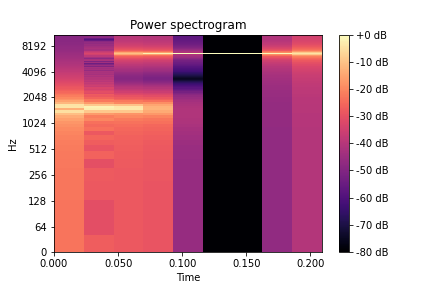 Power spectrogram
8192
4096
2048
1024
512
256
128
64
0
Hz
0.000 0.050 0.100 0.150 0.200
Time
+0 dB
-10 dB
-20 dB
-30 dB
-40 dB
-50 dB
-60 dB
-70 dB
-80 dB